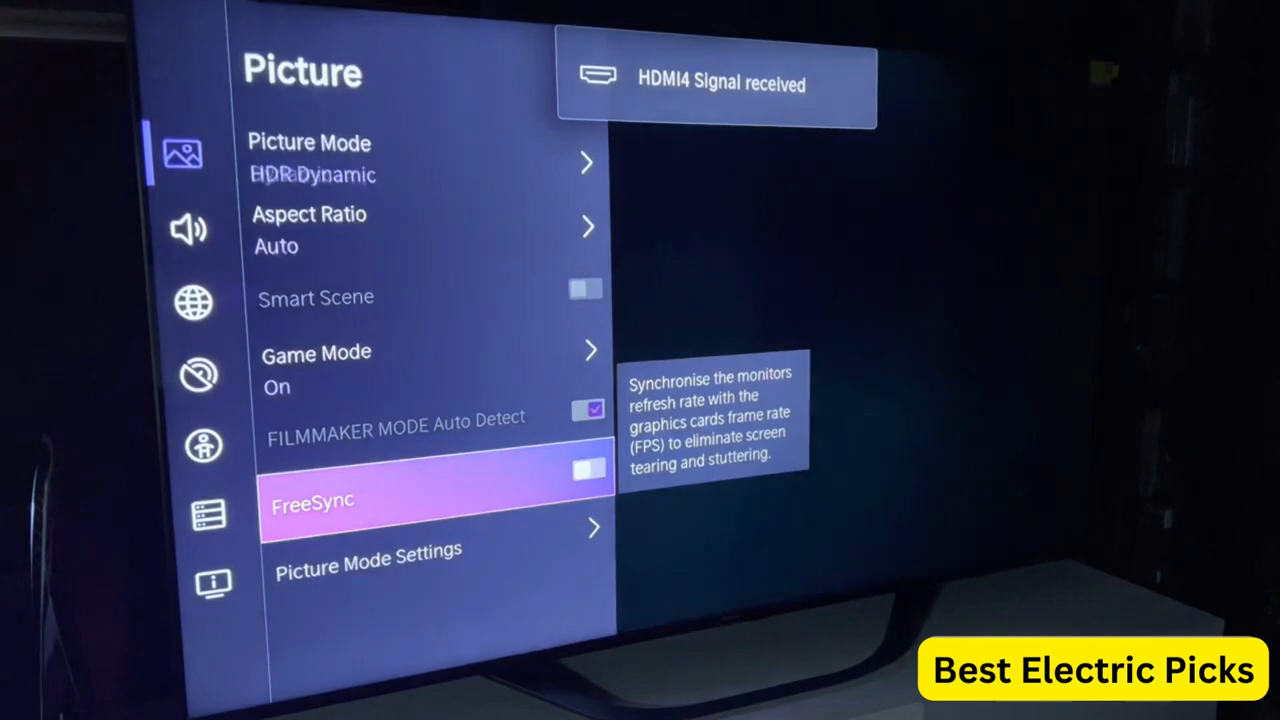 Picture
HDMI4 Signal received
Picture Mode
HDR Dynamic
Aspect Ratio
Auto
Smart Scene
Game Mode
On
FILMMAKER MODE Auto Detect
FreeSync
Picture Mode Settings
Synchronise the monitors
refresh rate with the
graphics cards frame rate
(FPS) to eliminate screen
tearing and stuttering.
Best Electric Picks